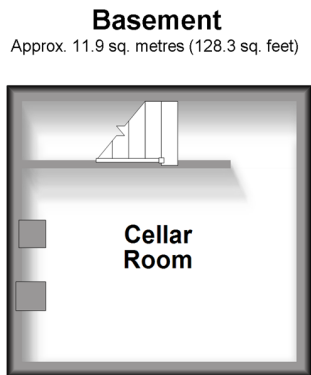 Basement
Approx. 11.9 sq. metres (128.3 sq. feet)
Cellar
Room